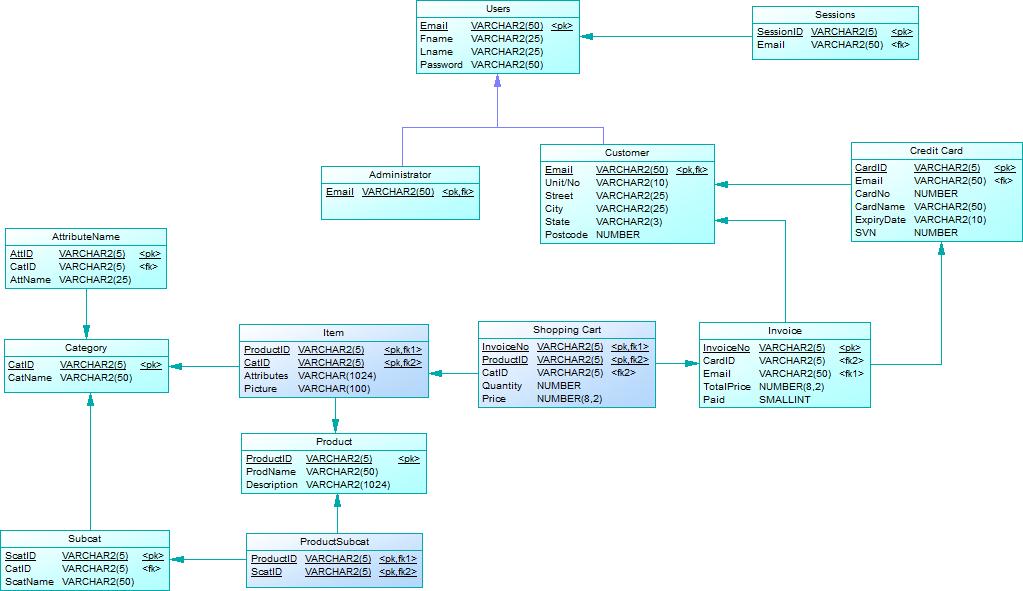 Users
Email VARCHAR2(50) <pk>
Fname VARCHAR2(25)
Lname VARCHAR2(25)
Password VARCHAR2(50)
Sessions
SessionID VARCHAR2(5) <pk>
Email VARCHAR2(50) <fk>
Administrator
Email VARCHAR2(50) <pk,fk>
Customer
Email VARCHAR2(50) <pk,fk>
Unit/No VARCHAR2(10)
Street VARCHAR2(25)
City VARCHAR2(25)
State VARCHAR2(3)
Postcode NUMBER
Credit Card
CardID VARCHAR2(5) <pk>
Email VARCHAR2(50) <fk>
CardNo NUMBER
CardName VARCHAR2(50)
ExpiryDate VARCHAR2(10)
SVN NUMBER
AttributeName
AttID VARCHAR2(5) <pk>
CatID VARCHAR2(5) <fk>
AttName VARCHAR2(25)
Category
CatID VARCHAR2(5) <pk>
CatName VARCHAR2(50)
Item
ProductID VARCHAR2(5) <pk,fk1>
CatID VARCHAR2(5) <pk,fk2>
Attributes VARCHAR(1024)
Picture VARCHAR(100)
Shopping Cart
InvoiceNo VARCHAR2(5) <pk,fk1>
ProductID VARCHAR2(5) <pk,fk2>
CatID VARCHAR2(5) <fk2>
Quantity NUMBER
Price NUMBER(8,2)
Invoice
InvoiceNo VARCHAR2(5) <pk>
CardID VARCHAR2(5) <fk2>
Email VARCHAR2(50) <fk1>
TotalPrice NUMBER(8,2)
Paid SMALLINT
Product
ProductID VARCHAR2(5) <pk>
ProdName VARCHAR2(50)
Description VARCHAR2(1024)
Subcat
ScatID VARCHAR2(5) <pk>
CatID VARCHAR2(5) <fk>
ScatName VARCHAR2(50)
ProductSubcat
ProductID VARCHAR2(5) <pk,fk1>
ScatID VARCHAR2(5) <pk,fk2>